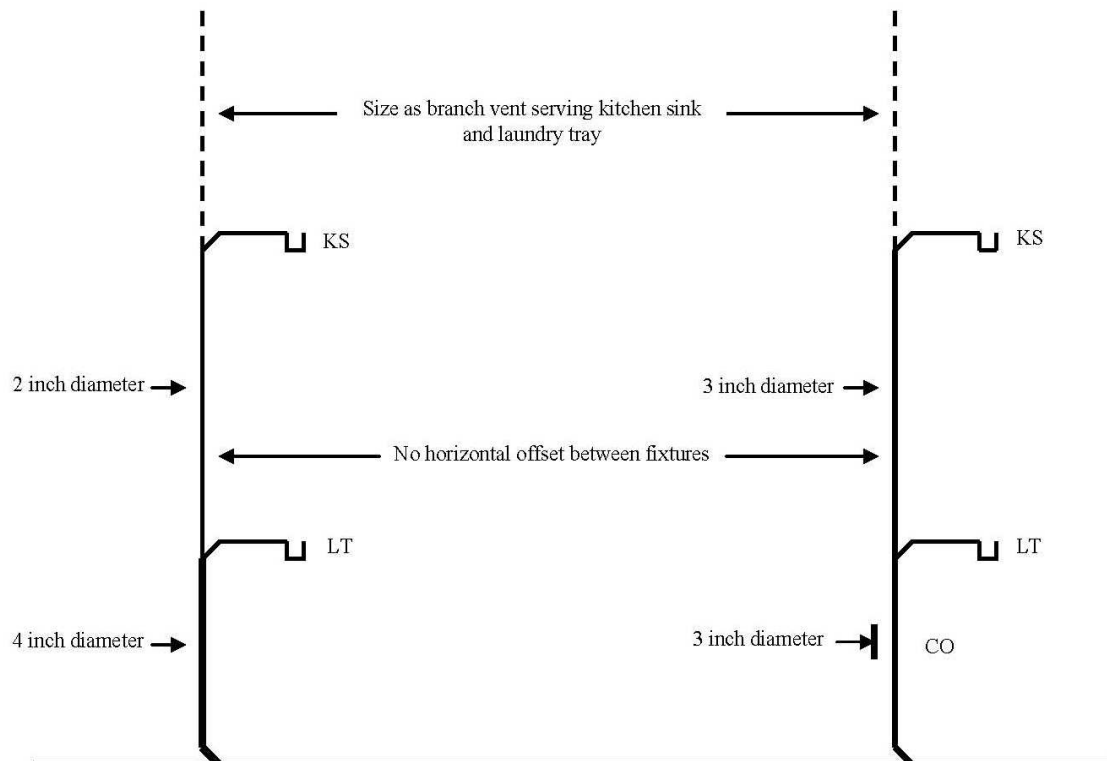 Size as branch vent serving kitchen sink
and laundry tray
KS
KS
2 inch diameter
3 inch diameter
No horizontal offset between fixtures
LT
LT
4 inch diameter
3 inch diameter
CO